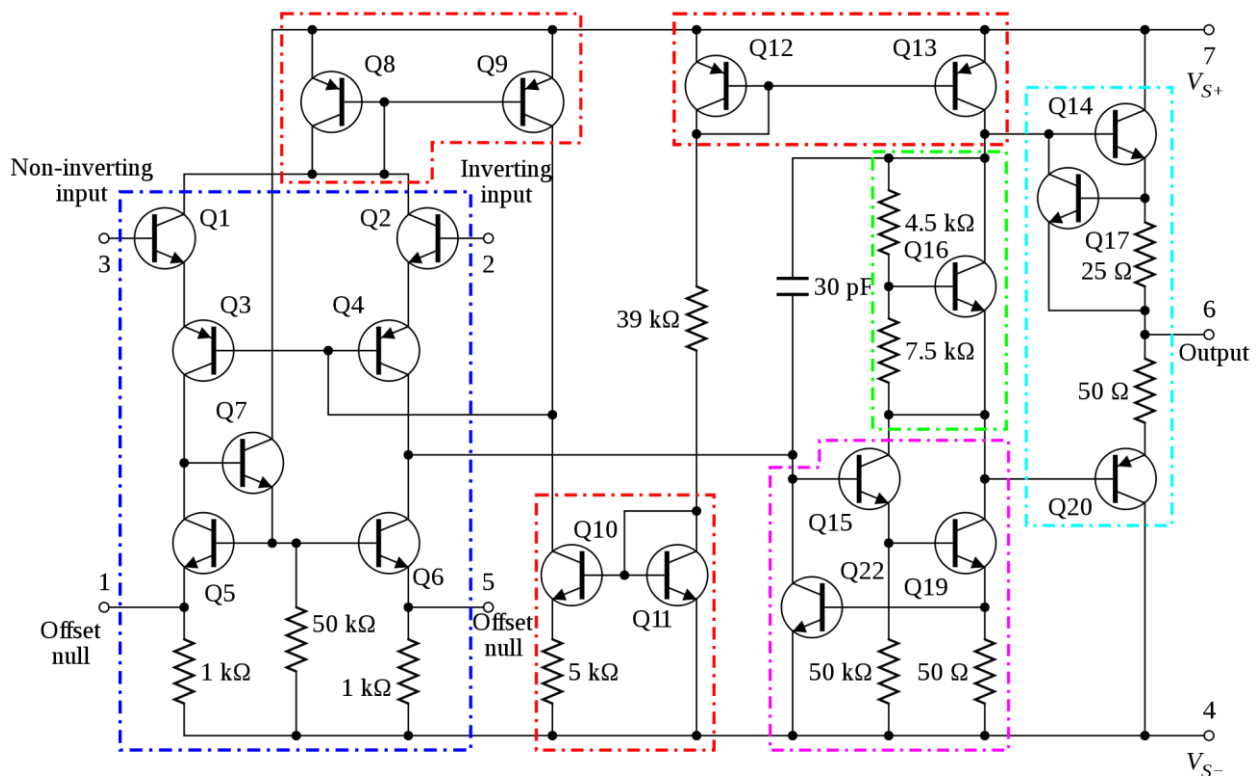 Q8
Q9
Q12
Q13
7
V_S+
Q14
Non-inverting
input
Inverting
input
Q1
Q2
3
2
4.5 kΩ
Q16
Q17
25 Ω
Q3
Q4
39 kΩ
30 pF
6
Output
7.5 kΩ
50 Ω
Q7
Q15
Q20
Q10
Q22
Q19
1
Q5
Q6
5
Q11
Offset
null
50 kΩ
Offset
null
1 kΩ
1 kΩ
5 kΩ
50 kΩ
50 Ω
4
V_S−